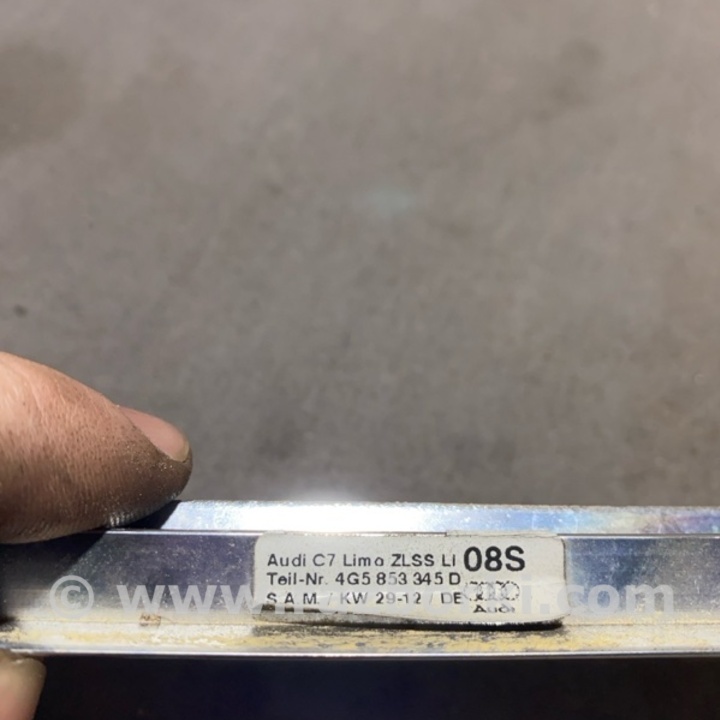 Audi C7 Limo ZLSS LI 08S
Teil-Nr. 4G5 853 345 D
S.A.M. / KW 29-12 / DE
Audi